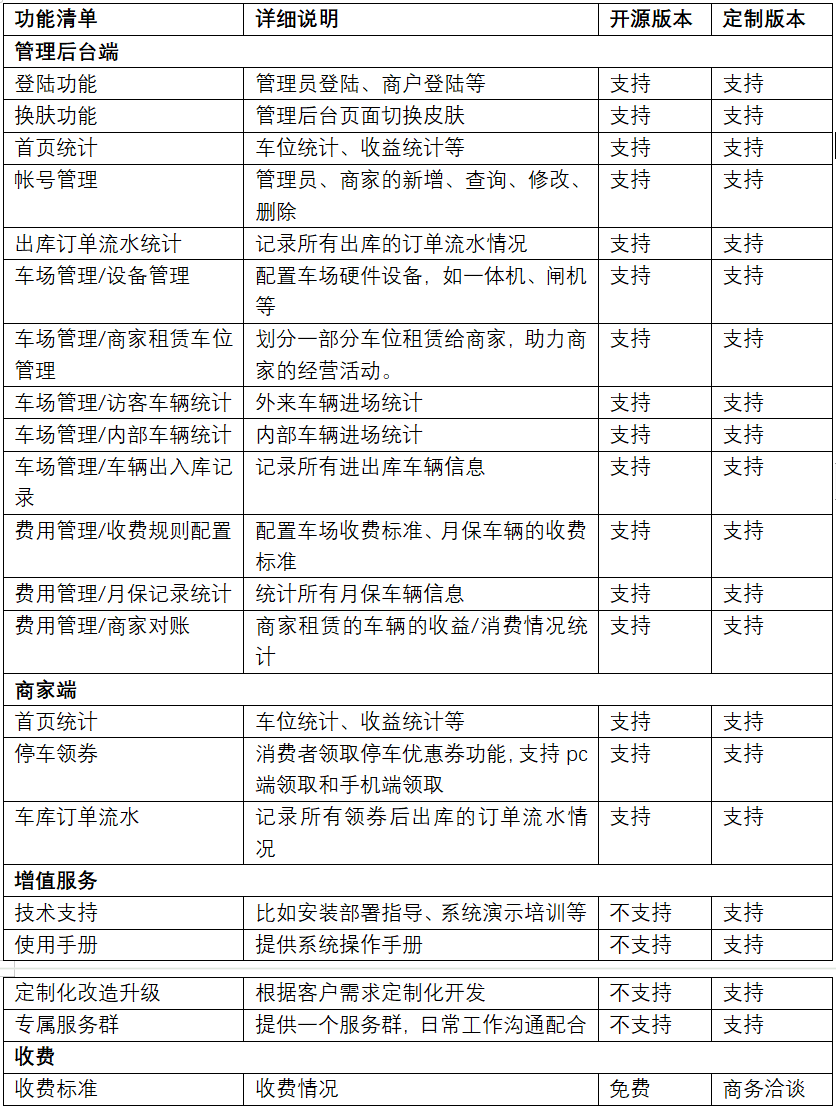 功能清单 详细说明 开源版本 定制版本
管理后台端
登陆功能 管理员登陆、商户登陆等 支持 支持
换肤功能 管理后台页面切换皮肤 支持 支持
首页统计 车位统计、收益统计等 支持 支持
帐号管理 管理员、商家的新增、查询、修改、 支持 支持
删除
出库订单流水统计 记录所有出库的订单流水情况 支持 支持
车场管理/设备管理 配置车场硬件设备，如一体机、闸机 支持 支持
等
车场管理/商家租赁车位 划分一部分车位租赁给商家，助力商 支持 支持
管理 家的经营活动。
车场管理/访客车辆统计 外来车辆进场统计 支持 支持
车场管理/内部车辆统计 内部车辆进场统计 支持 支持
车场管理/车辆出入库记 记录所有进出库车辆信息 支持 支持
录
费用管理/收费规则配置 配置车场收费标准、月保车辆的收费 支持 支持
标准
费用管理/月保记录统计 统计所有月保车辆信息 支持 支持
费用管理/商家对账 商家租赁的车辆的收益/消费情况统 支持 支持
计
商家端
首页统计 车位统计、收益统计等 支持 支持
停车领券 消费者领取停车优惠券功能，支持 pc 支持 支持
端领取和手机端领取
车库订单流水 记录所有领券后出库的订单流水情 支持 支持
况
增值服务
技术支持 比如安装部署指导、系统演示培训等 不支持 支持
使用手册 提供系统操作手册 不支持 支持
定制化改造升级 根据客户需求定制化开发 不支持 支持
专属服务群 提供一个服务群，日常工作沟通配合 不支持 支持
收费
收费标准 收费情况 免费 商务洽谈